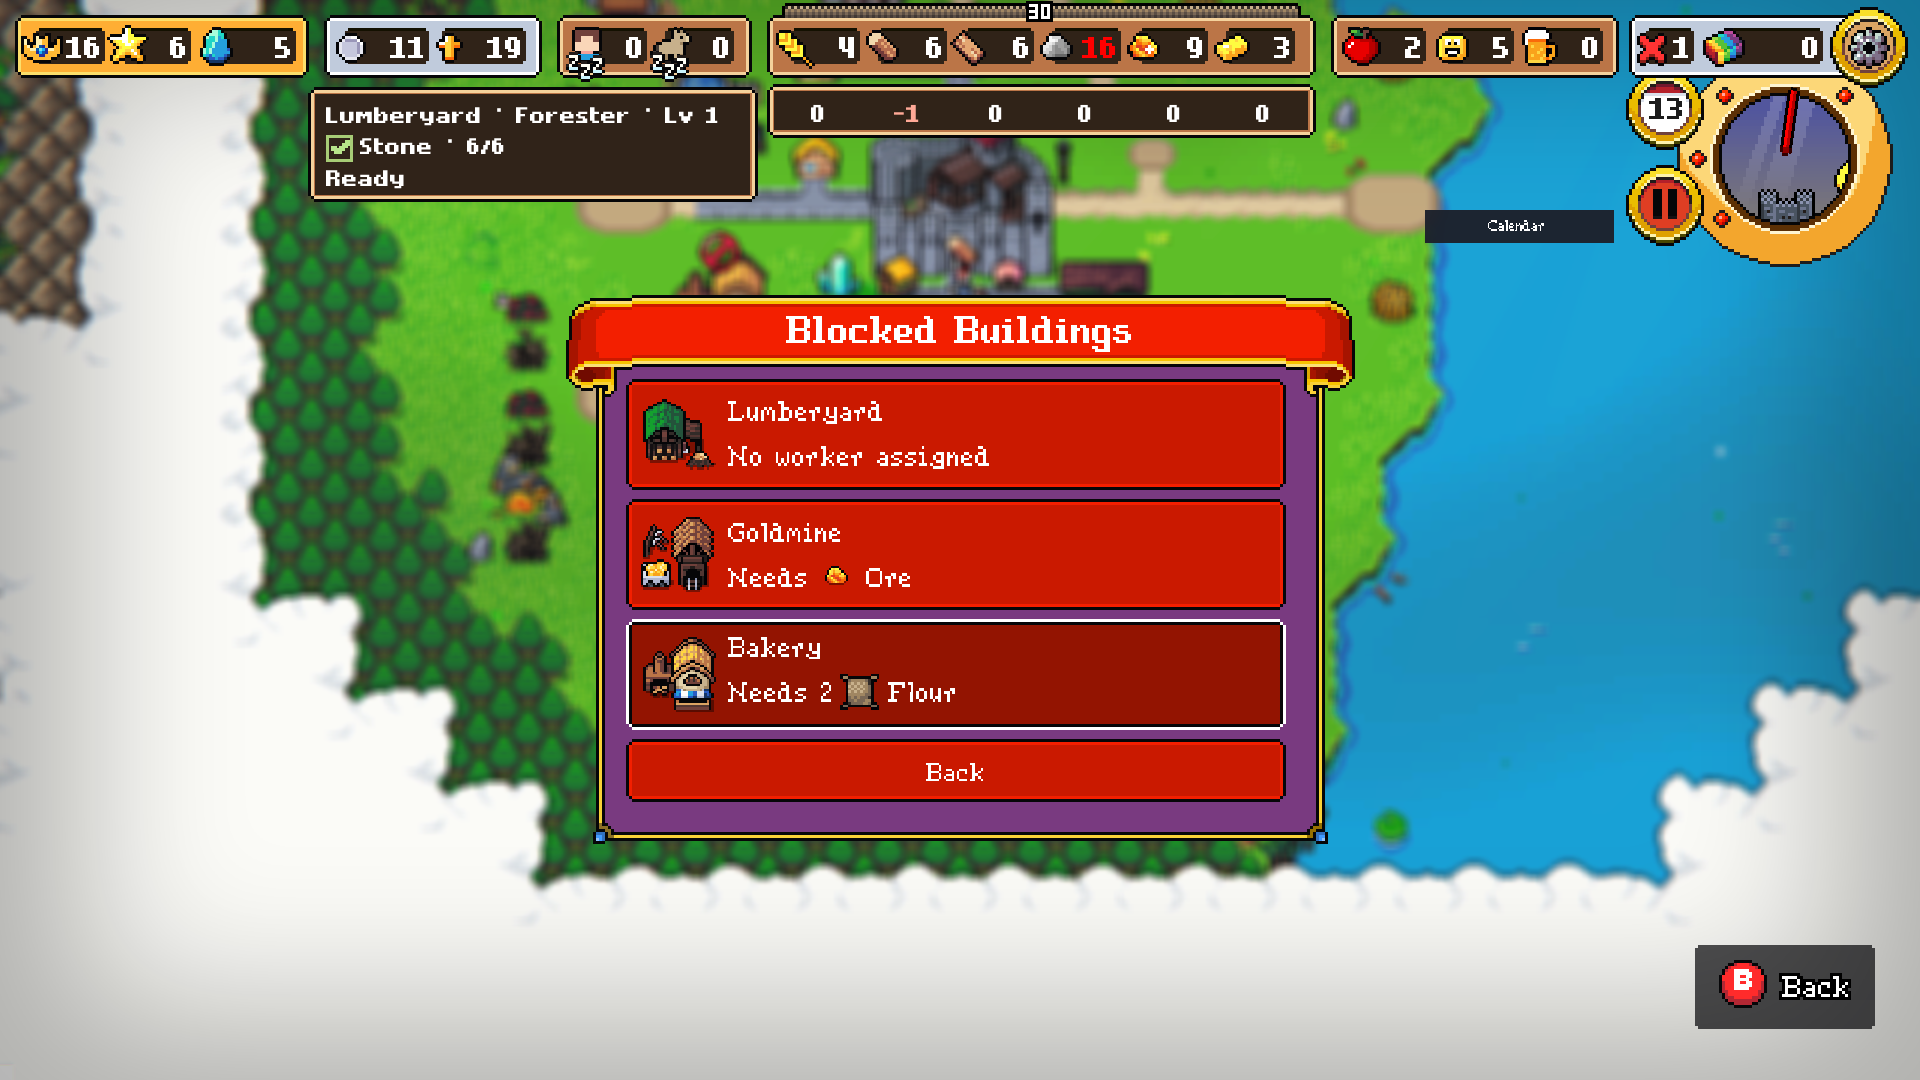 30
16 6 5
11 19
0 0
4 6 6 16 9 3
2 5 0
1 0
Lumberyard · Forester · Lv 1
Stone · 6/6
Ready
0 -1 0 0 0 0
13
Calendar
Blocked Buildings
Lumberyard
No worker assigned
Goldmine
Needs Ore
Bakery
Needs 2 Flour
Back
B Back